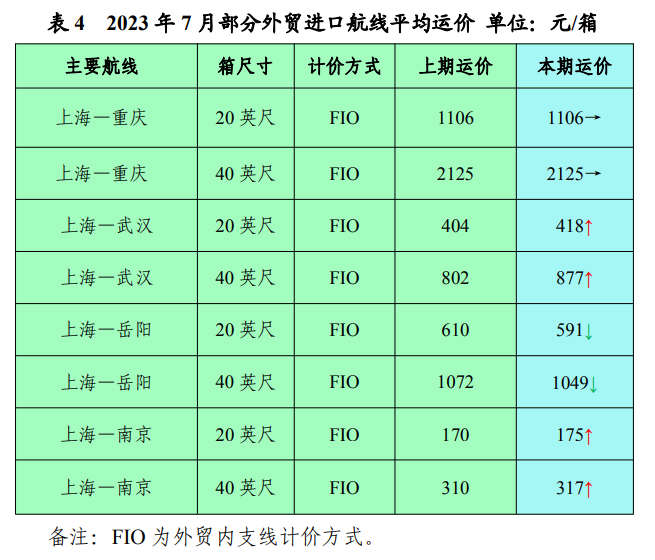 表 4 2023 年 7 月部分外贸进口航线平均运价 单位：元/箱
主要航线 箱尺寸 计价方式 上期运价 本期运价
上海－重庆 20 英尺 FIO 1106 1106→
上海－重庆 40 英尺 FIO 2125 2125→
上海－武汉 20 英尺 FIO 404 418↑
上海－武汉 40 英尺 FIO 802 877↑
上海－岳阳 20 英尺 FIO 610 591↓
上海－岳阳 40 英尺 FIO 1072 1049↓
上海－南京 20 英尺 FIO 170 175↑
上海－南京 40 英尺 FIO 310 317↑
备注：FIO 为外贸内支线计价方式。